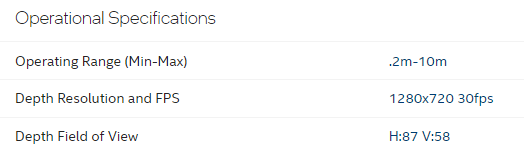 Operational Specifications
Operating Range (Min-Max) .2m-10m
Depth Resolution and FPS 1280x720 30fps
Depth Field of View H:87 V:58